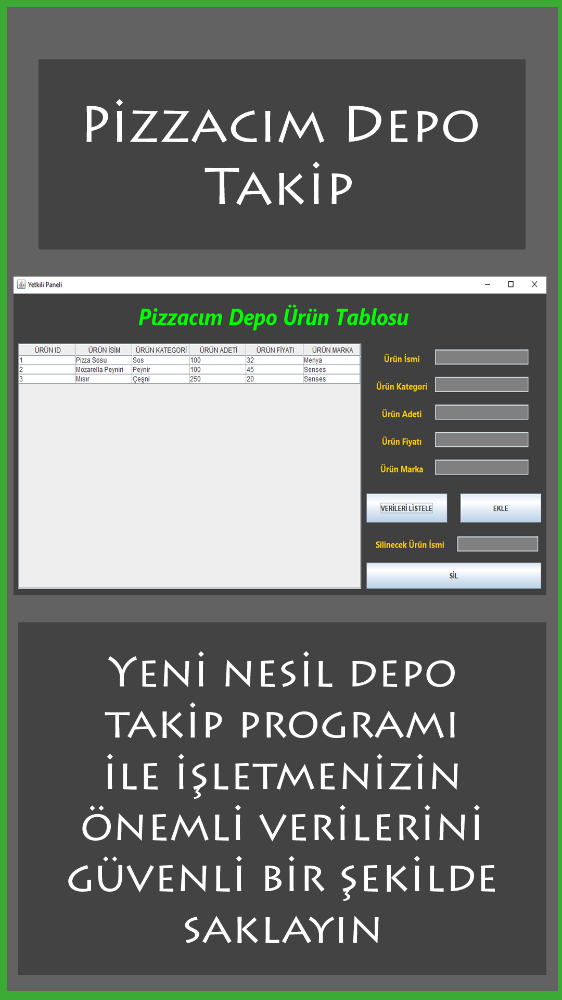 Pizzacım Depo
Takip
Yetkili Paneli
Pizzacım Depo Ürün Tablosu
ÜRÜN ID ÜRÜN İSİM ÜRÜN KATEGORİ ÜRÜN ADETİ ÜRÜN FİYATI ÜRÜN MARKA
1 Pizza Sosu Sos 100 32 Menya
2 Mozarella Peyniri Peynir 100 45 Senses
3 Mısır Çeşni 250 20 Senses
Ürün İsmi
Ürün Kategori
Ürün Adeti
Ürün Fiyatı
Ürün Marka
VERİLERİ LİSTELE EKLE
Silinecek Ürün İsmi
SİL
Yeni nesil depo
takip programı
ile işletmenizin
önemli verilerini
güvenli bir şekilde
saklayın